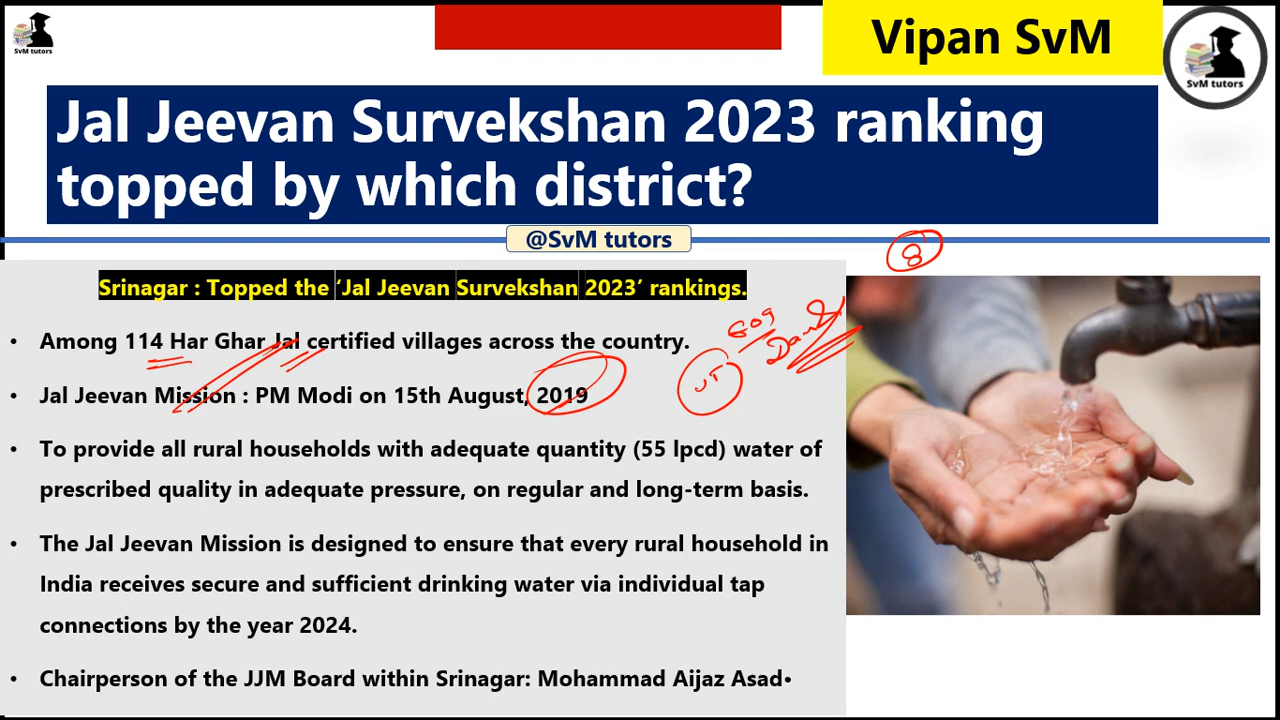 SvM tutors
Vipan SvM
SvM tutors
Jal Jeevan Survekshan 2023 ranking
topped by which district?
@SvM tutors
8
Srinagar : Topped the ‘Jal Jeevan Survekshan 2023’ rankings.
• Among 114 Har Ghar Jal certified villages across the country.
• Jal Jeevan Mission : PM Modi on 15th August, 2019
UT
• To provide all rural households with adequate quantity (55 lpcd) water of
prescribed quality in adequate pressure, on regular and long-term basis.
• The Jal Jeevan Mission is designed to ensure that every rural household in
India receives secure and sufficient drinking water via individual tap
connections by the year 2024.
• Chairperson of the JJM Board within Srinagar: Mohammad Aijaz Asad•